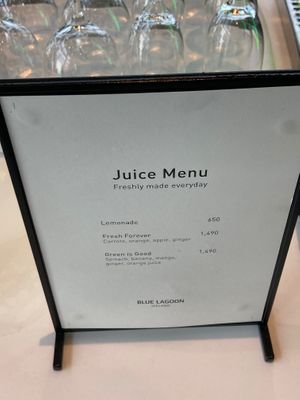 Juice Menu
Freshly made everyday
Lemonade 650
Fresh Forever 1,490
Carrots, orange, apple, ginger
Green is Good 1,490
Spinach, banana, mango,
ginger, orange juice
BLUE LAGOON
ICELAND